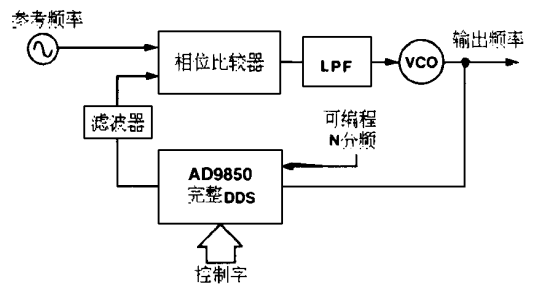 参考频率
相位比较器
LPF
VCO
输出频率
滤波器
可编程
N分频
AD9850
完整DDS
控制字